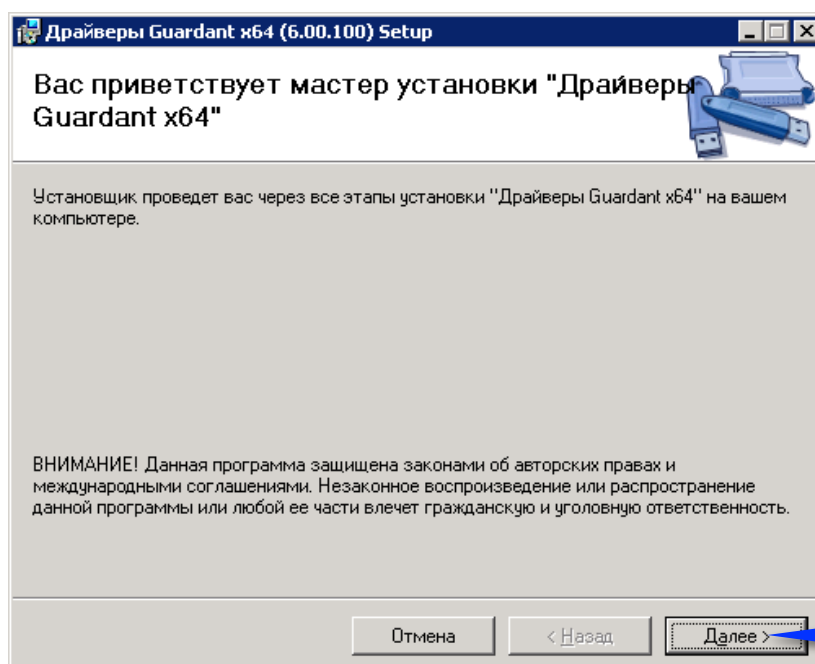 Драйверы Guardant x64 (6.00.100) Setup
Вас приветствует мастер установки "Драйверы
Guardant x64"
Установщик проведет вас через все этапы установки "Драйверы Guardant x64" на вашем
компьютере.
ВНИМАНИЕ! Данная программа защищена законами об авторских правах и
международными соглашениями. Незаконное воспроизведение или распространение
данной программы или любой ее части влечет гражданскую и уголовную ответственность.
Отмена
< Назад
Далее >